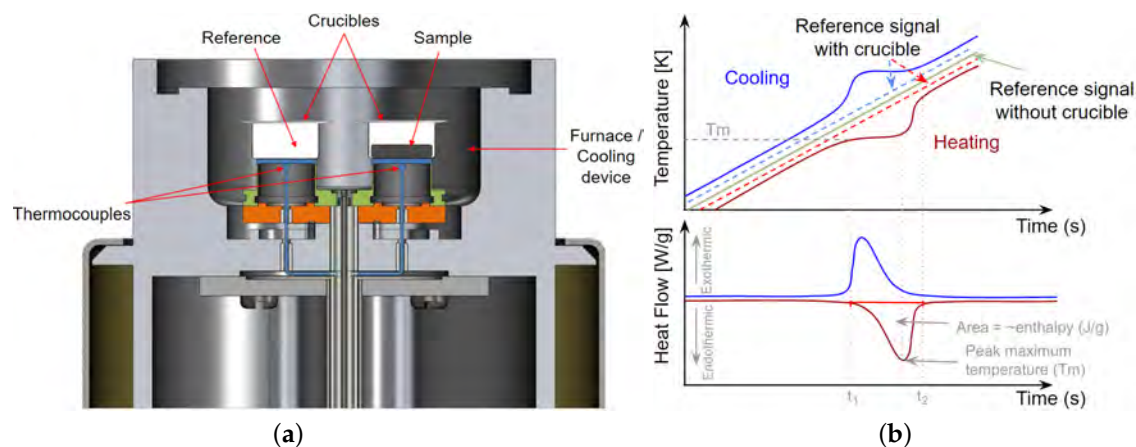 Crucibles
Reference
Sample
Furnace /
Cooling
device
Thermocouples
(a)
Temperature [K]
Cooling
Reference signal
with crucible
Reference signal
without crucible
Tm
Heating
Time (s)
Heat Flow [W/g]
Exothermic
Endothermic
Area = ~enthalpy (J/g)
Peak maximum
temperature (Tm)
t1
t2
Time (s)
(b)